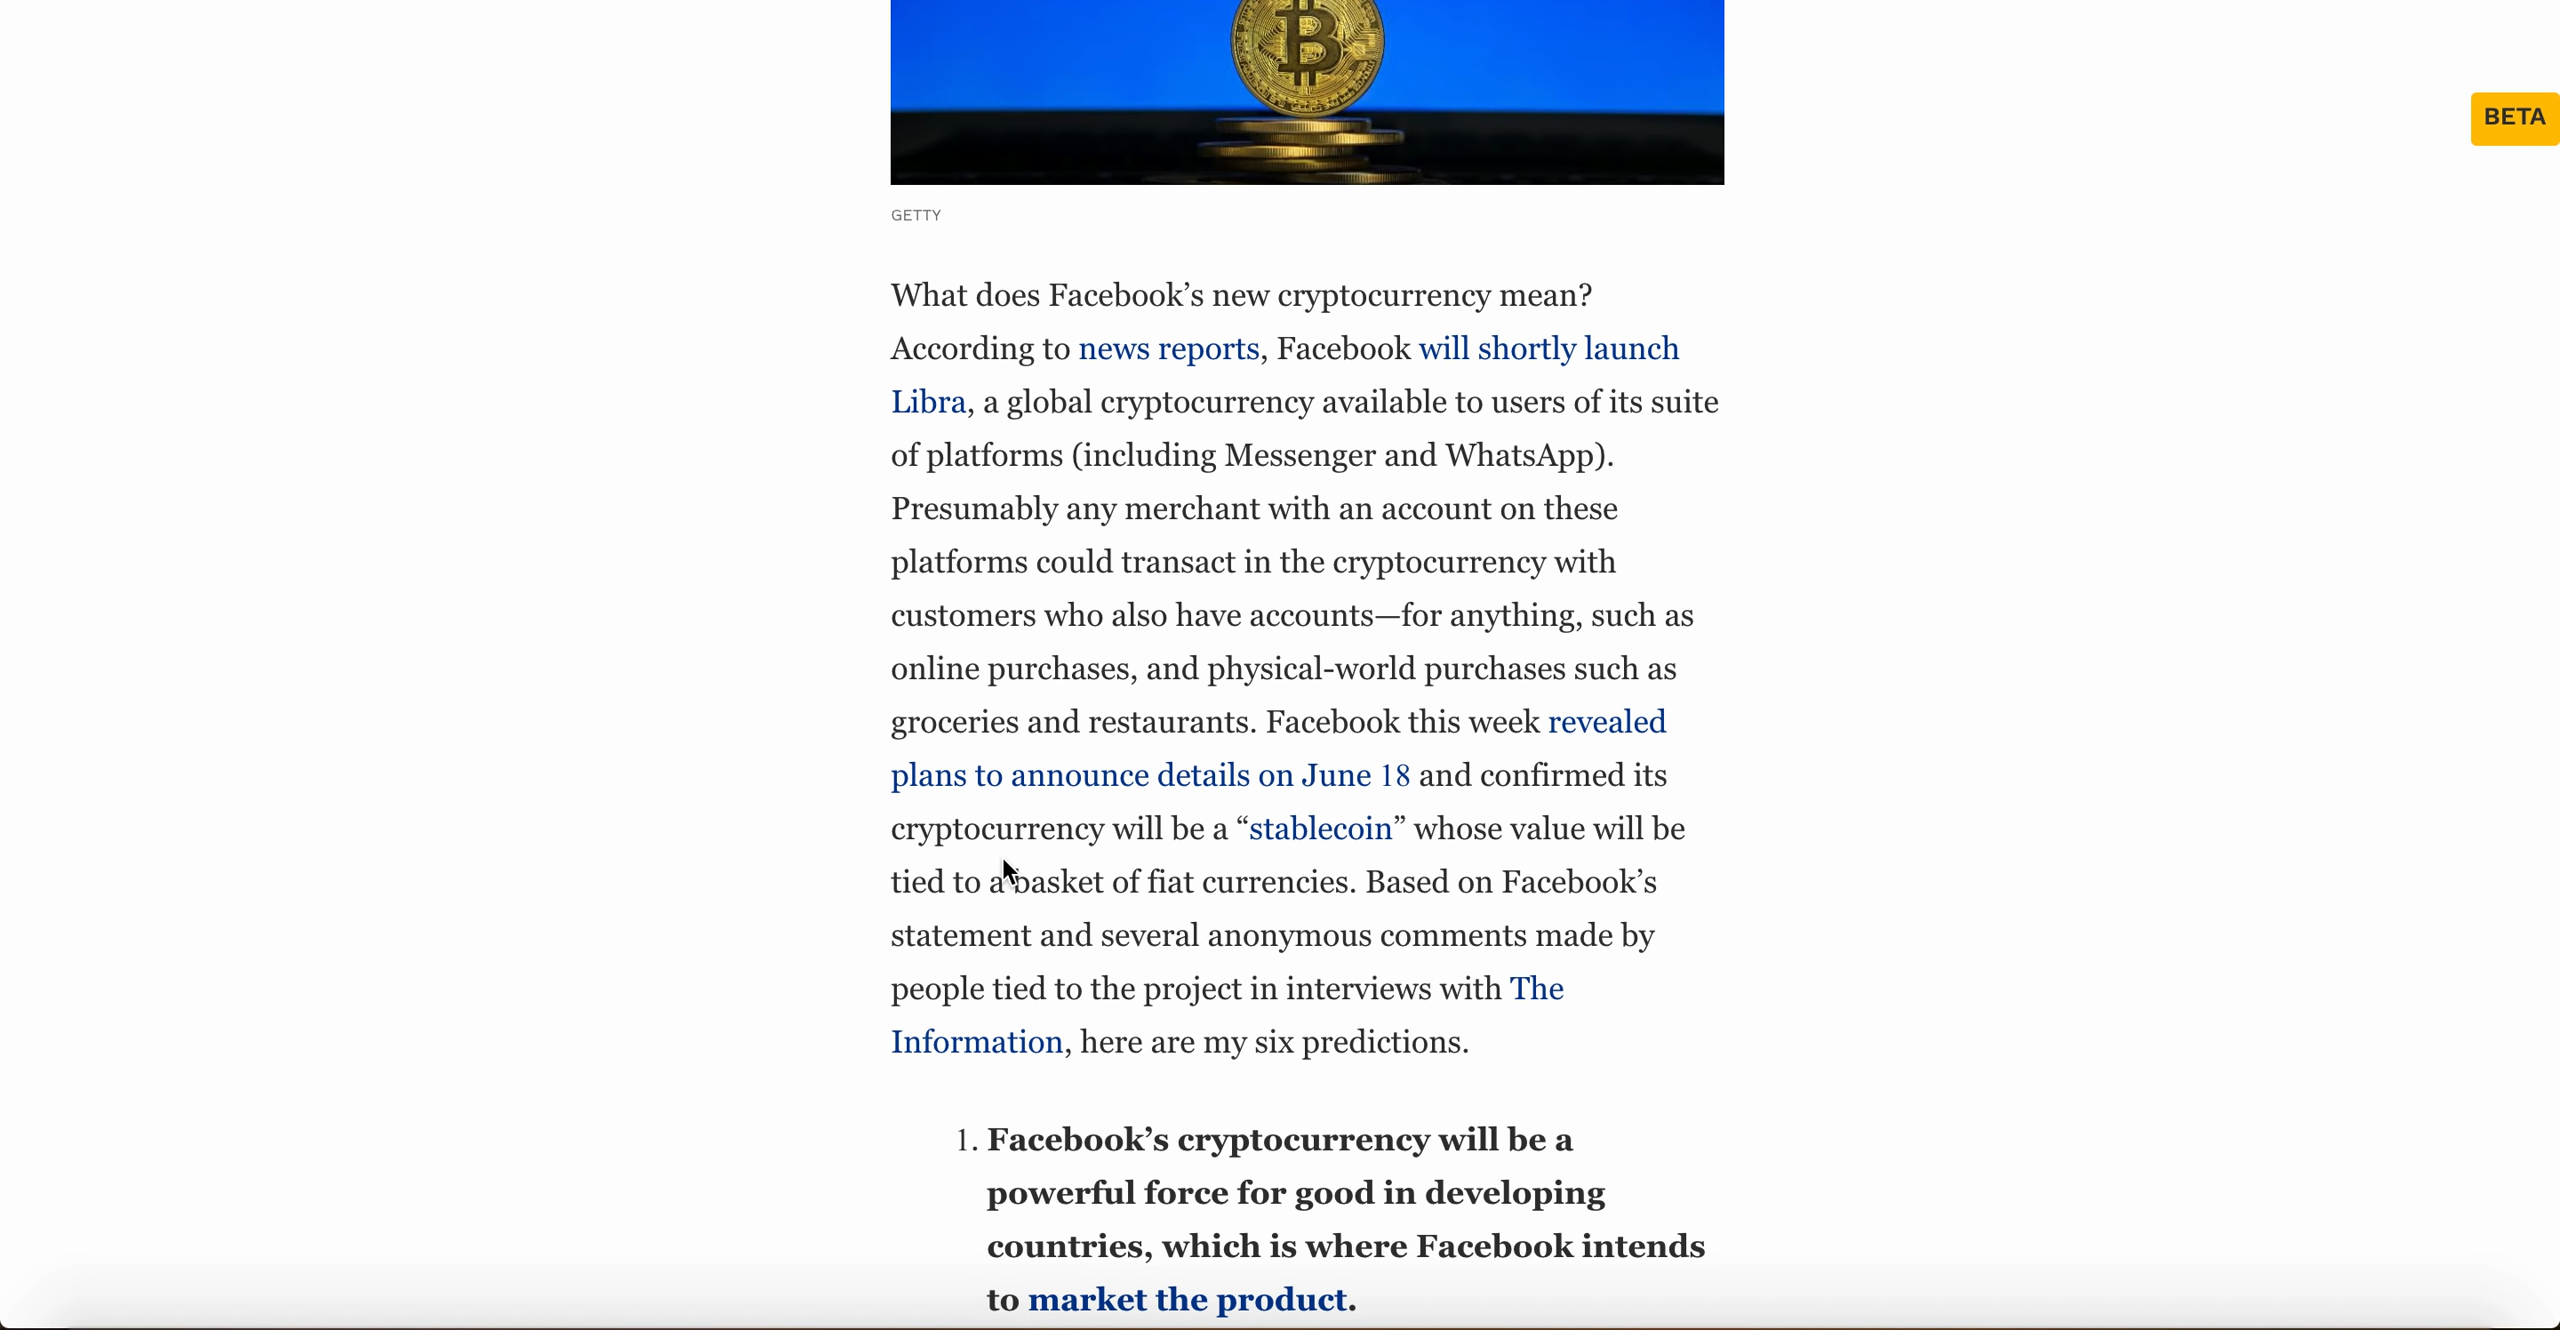 BETA
GETTY
What does Facebook’s new cryptocurrency mean?
According to news reports, Facebook will shortly launch
Libra, a global cryptocurrency available to users of its suite
of platforms (including Messenger and WhatsApp).
Presumably any merchant with an account on these
platforms could transact in the cryptocurrency with
customers who also have accounts—for anything, such as
online purchases, and physical-world purchases such as
groceries and restaurants. Facebook this week revealed
plans to announce details on June 18 and confirmed its
cryptocurrency will be a “stablecoin” whose value will be
tied to a basket of fiat currencies. Based on Facebook’s
statement and several anonymous comments made by
people tied to the project in interviews with The
Information, here are my six predictions.
1. Facebook’s cryptocurrency will be a
powerful force for good in developing
countries, which is where Facebook intends
to market the product.